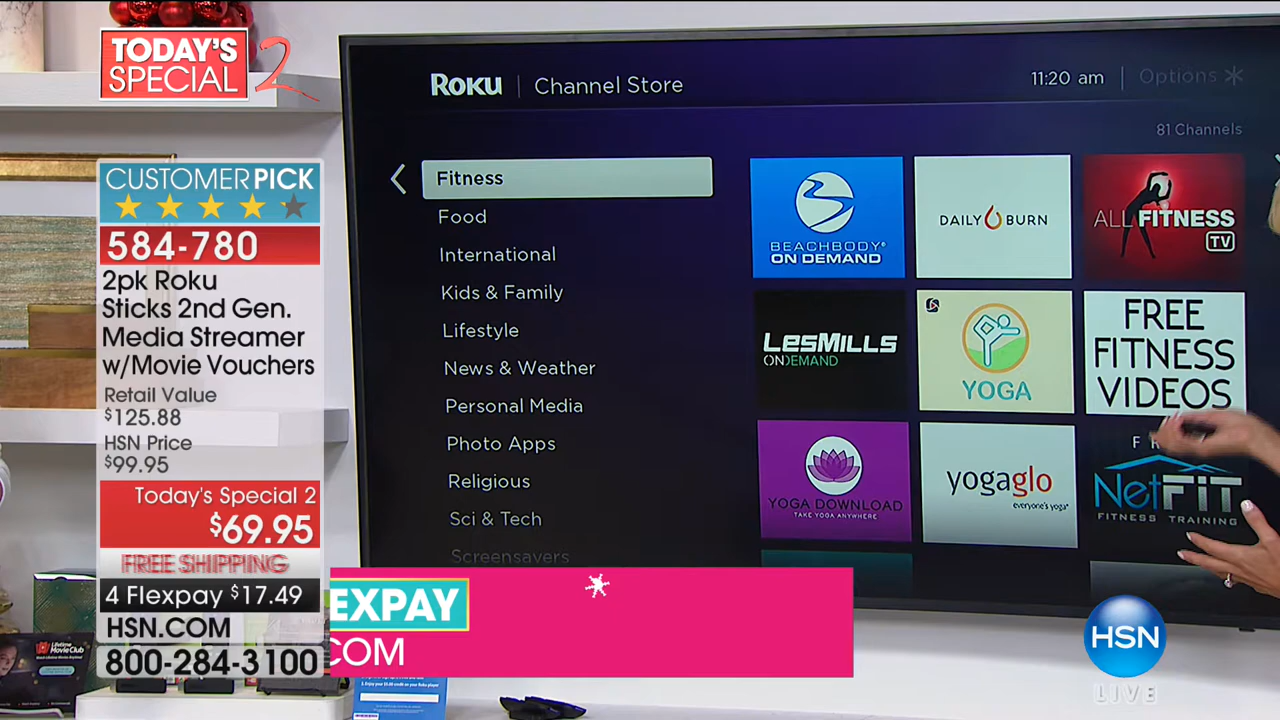 TODAY'S
SPECIAL 2
CUSTOMER PICK
584-780
2pk Roku
Sticks 2nd Gen.
Media Streamer
w/Movie Vouchers
Retail Value
$125.88
HSN Price
$99.95
Today's Special 2
$69.95
FREE SHIPPING
4 Flexpay $17.49
HSN.COM
800-284-3100
EXPAY
COM
Roku | Channel Store
11:20 am | Options
81 Channels
Fitness
Food
International
Kids & Family
Lifestyle
News & Weather
Personal Media
Photo Apps
Religious
Sci & Tech
Screensavers
BEACHBODY®
ON DEMAND
DAILY BURN
ALL FITNESS
TV
LESMILLS
ONDEMAND
YOGA
FREE
FITNESS
VIDEOS
YOGA DOWNLOAD
TAKE YOGA ANYWHERE
yogaglo
everyone's yoga
NETFIT
FITNESS TRAINING
HSN
LIVE
Lifetime
MovieClub